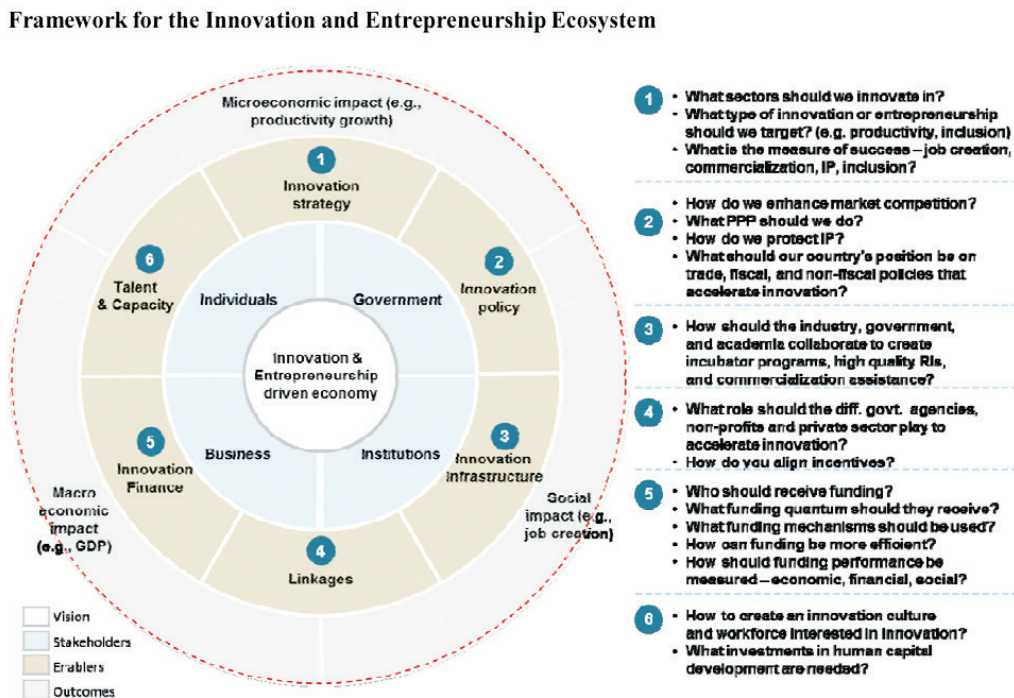 Framework for the Innovation and Entrepreneurship Ecosystem
Microeconomic impact (e.g.,
productivity growth)
1
Innovation
strategy
6
Talent
& Capacity
2
Innovation
policy
Individuals
Government
Innovation &
Entrepreneurship
driven economy
Business
Institutions
5
Innovation
Finance
3
Innovation
Infrastructure
Macro
economic
impact
(e.g., GDP)
Social
impact (e.g.,
job creation)
4
Linkages
Vision
Stakeholders
Enablers
Outcomes
1
• What sectors should we innovate in?
• What type of innovation or entrepreneurship
should we target? (e.g. productivity, inclusion)
• What is the measure of success – job creation,
commercialization, IP, inclusion?
2
• How do we enhance market competition?
• What PPP should we do?
• How do we protect IP?
• What should our country's position be on
trade, fiscal, and non-fiscal policies that
accelerate innovation?
3
• How should the industry, government,
and academia collaborate to create
incubator programs, high quality RIs,
and commercialization assistance?
4
• What role should the diff. govt. agencies,
non-profits and private sector play to
accelerate innovation?
• How do you align incentives?
5
• Who should receive funding?
• What funding quantum should they receive?
• What funding mechanisms should be used?
• How can funding be more efficient?
• How should funding performance be
measured – economic, financial, social?
6
• How to create an innovation culture
and workforce interested in innovation?
• What investments in human capital
development are needed?